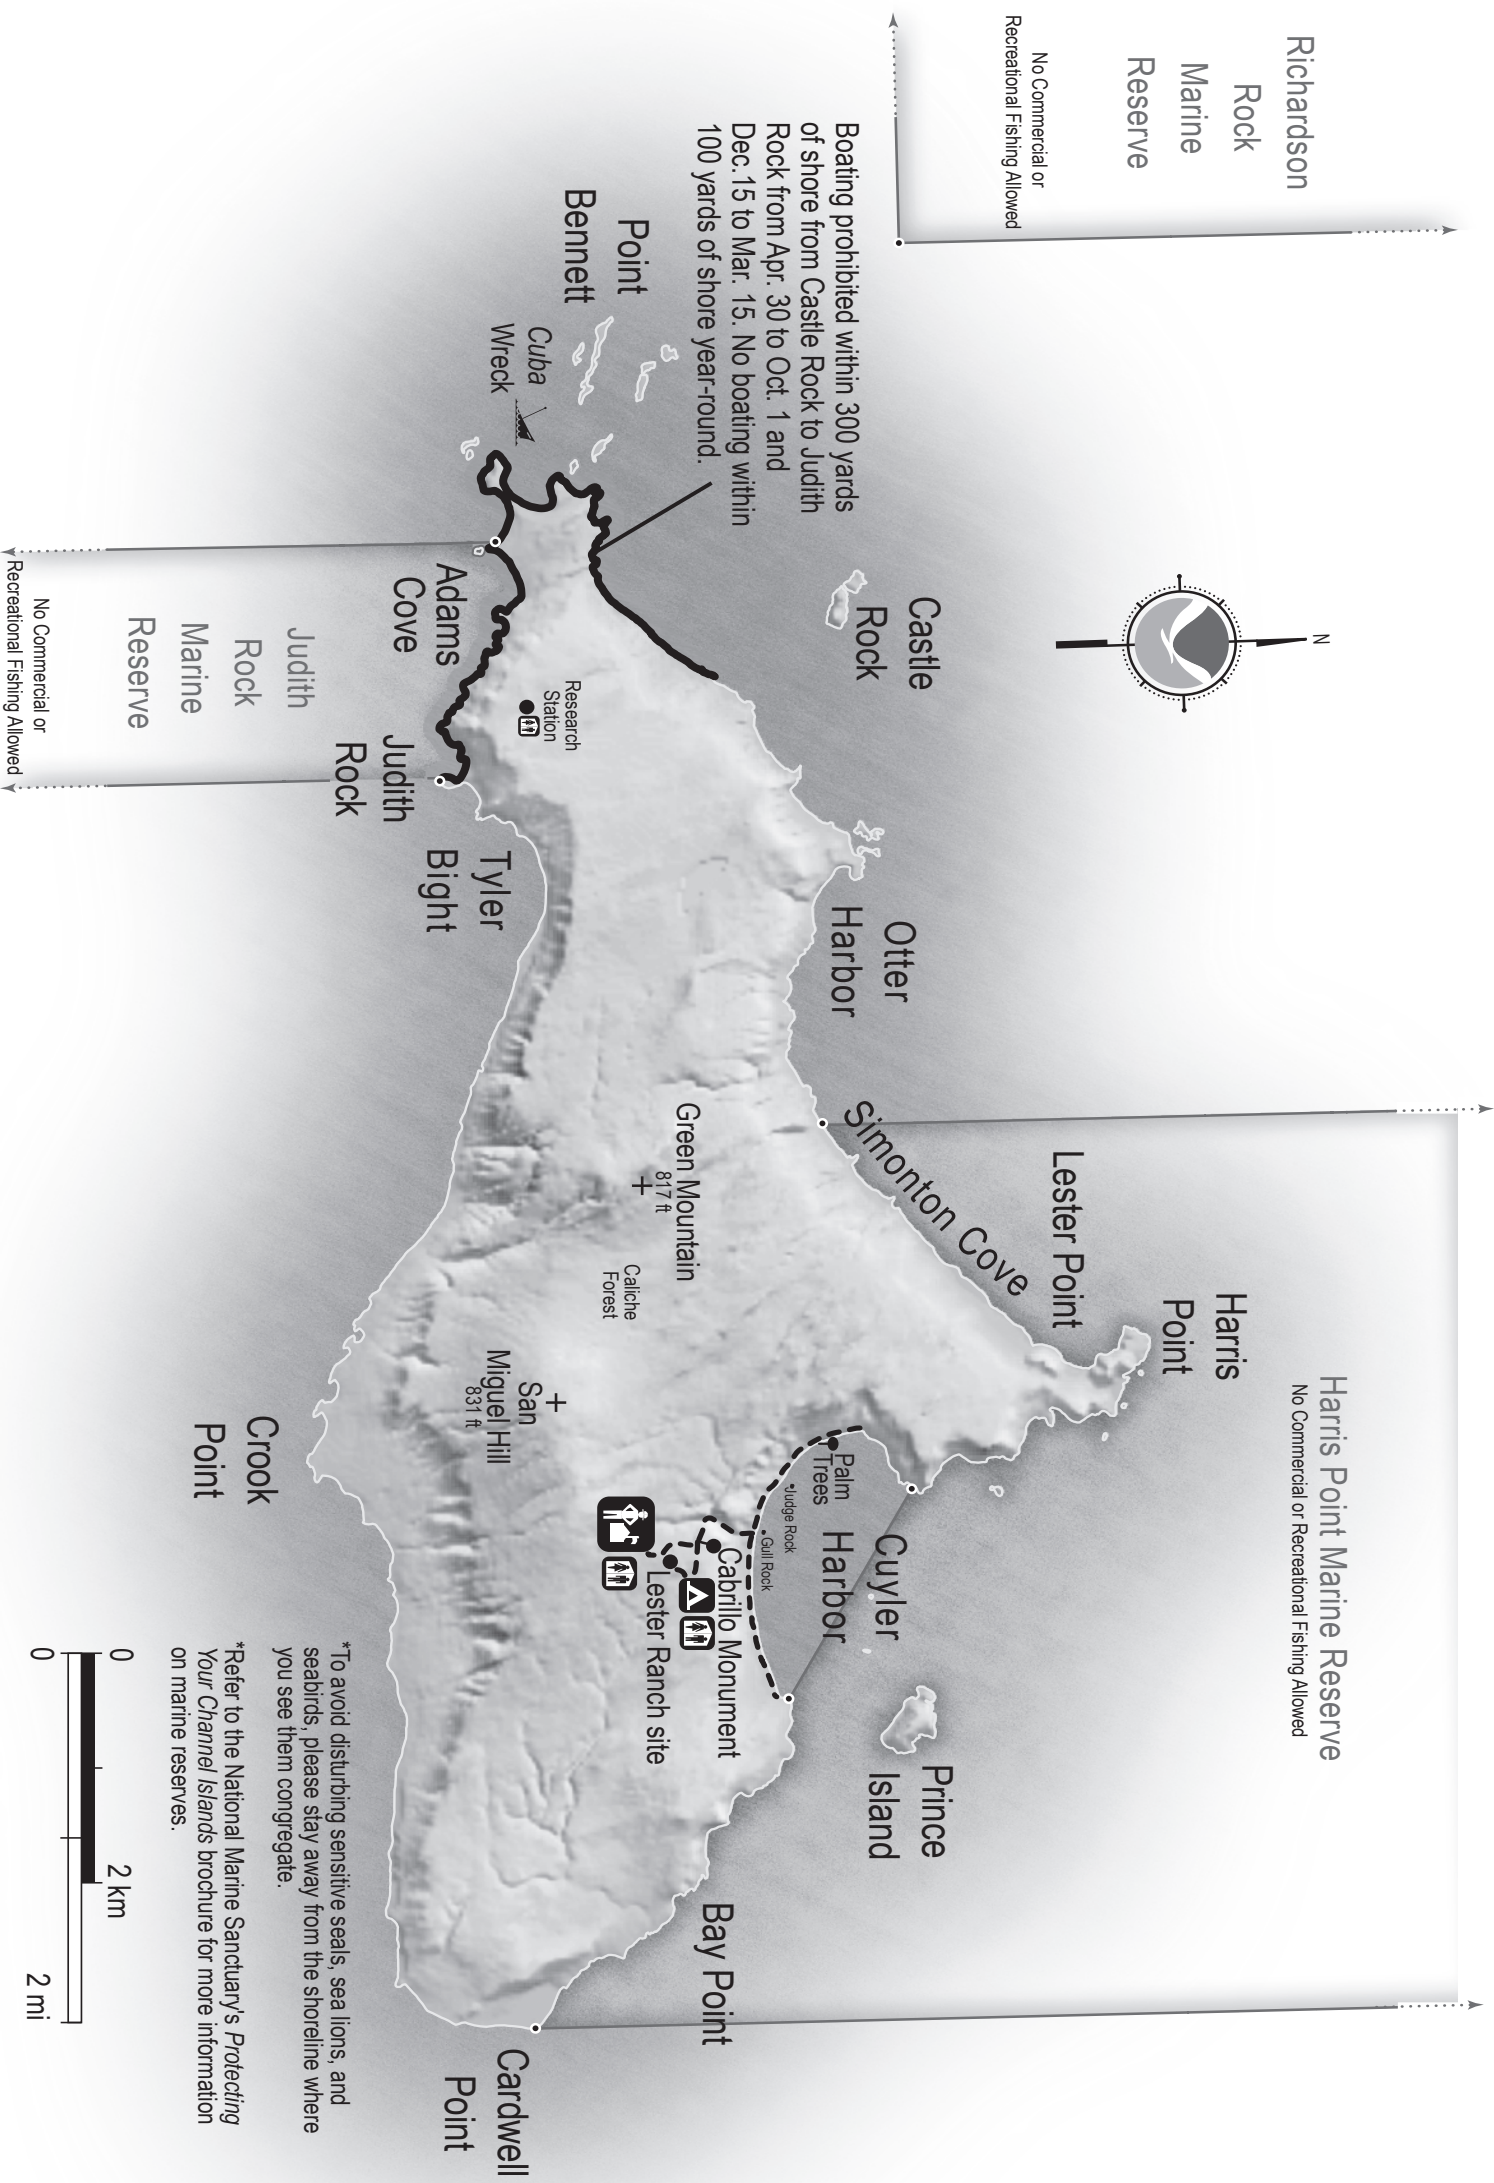 Richardson
Rock
Marine
Reserve
No Commercial or
Recreational Fishing Allowed
N
Harris Point Marine Reserve
No Commercial or Recreational Fishing Allowed
Harris
Point
Lester Point
Simonton Cove
Boating prohibited within 300 yards
of shore from Castle Rock to Judith
Rock from Apr. 30 to Oct. 1 and
Dec.15 to Mar. 15. No boating within
100 yards of shore year-round.
Castle
Rock
Otter
Harbor
Cuyler
Harbor
Prince
Island
Palm
Trees
Judge Rock
Gull Rock
Point
Bennett
Cuba
Wreck
Green Mountain
817 ft
Cabrillo Monument
Bay Point
Lester Ranch site
Caliche
Forest
Research
Station
San
Miguel Hill
831 ft
Adams
Cove
Tyler
Bight
Judith
Rock
Cardwell
Point
Crook
Point
Judith
Rock
Marine
Reserve
No Commercial or
Recreational Fishing Allowed
*To avoid disturbing sensitive seals, sea lions, and
seabirds, please stay away from the shoreline where
you see them congregate.
*Refer to the National Marine Sanctuary's Protecting
Your Channel Islands brochure for more information
on marine reserves.
0 2 km
0 2 mi